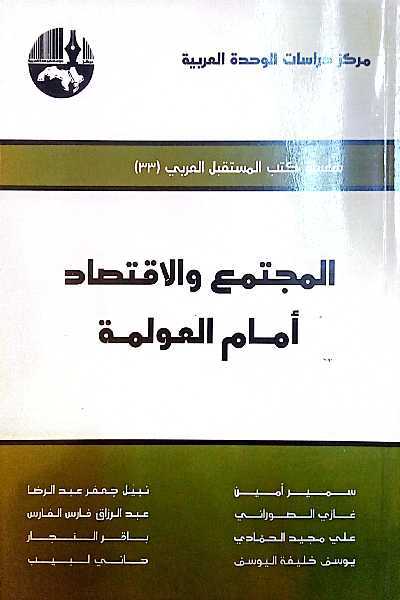 مركز دراسات الوحدة العربية
سلسلة كتب المستقبل العربي (٣٣)
المجتمع والاقتصاد
أمام العولمة
سمير أمين
غازي الصوراني
علي مجيد الحمادي
يوسف خليفة اليوسف
نبيل جعفر عبد الرضا
عبد الرزاق فارس الفارس
باقر النجار
هاني لبيب